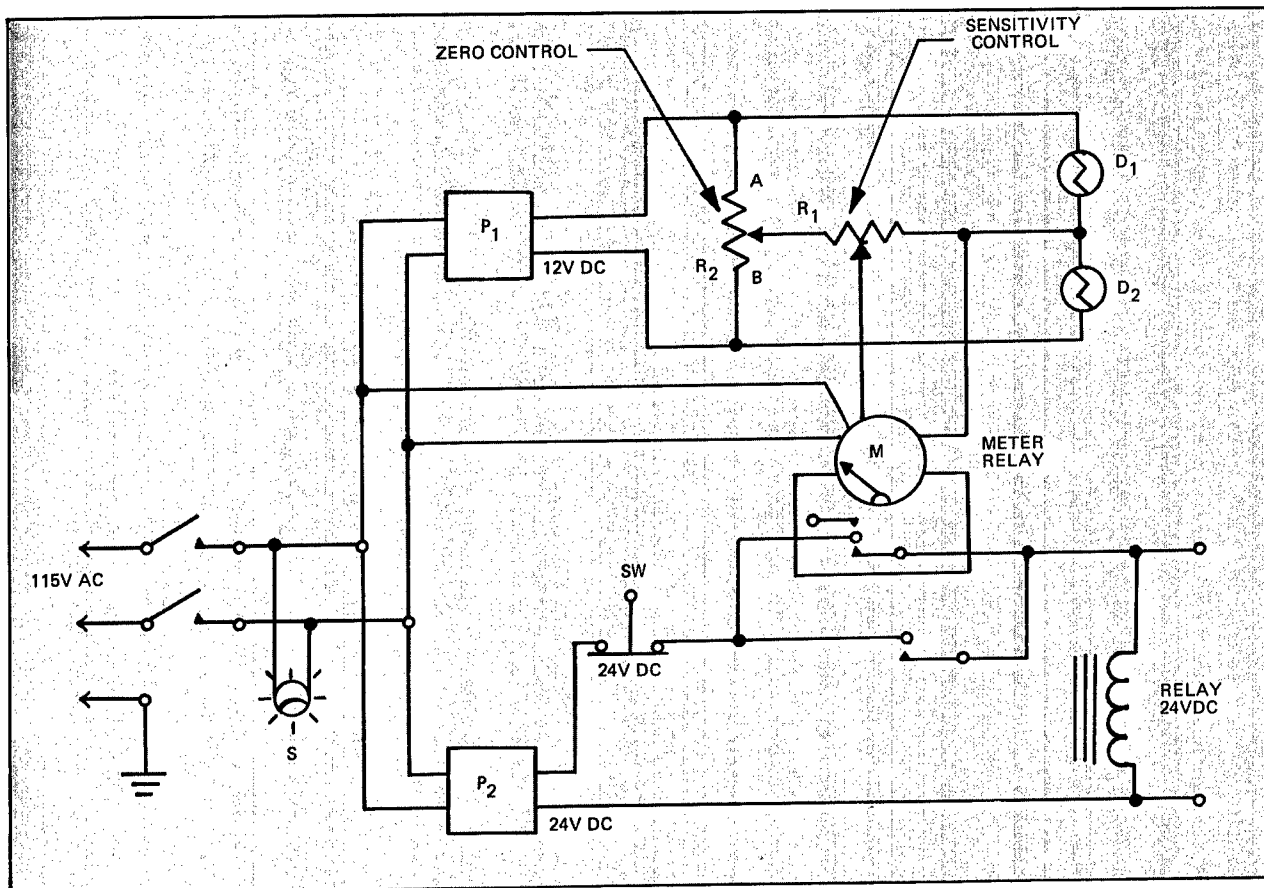 SENSITIVITY
CONTROL
ZERO CONTROL
A
R1
D1
P1
R2
B
12V DC
D2
M
METER
RELAY
115V AC
SW
24V DC
RELAY
24VDC
S
P2
24V DC